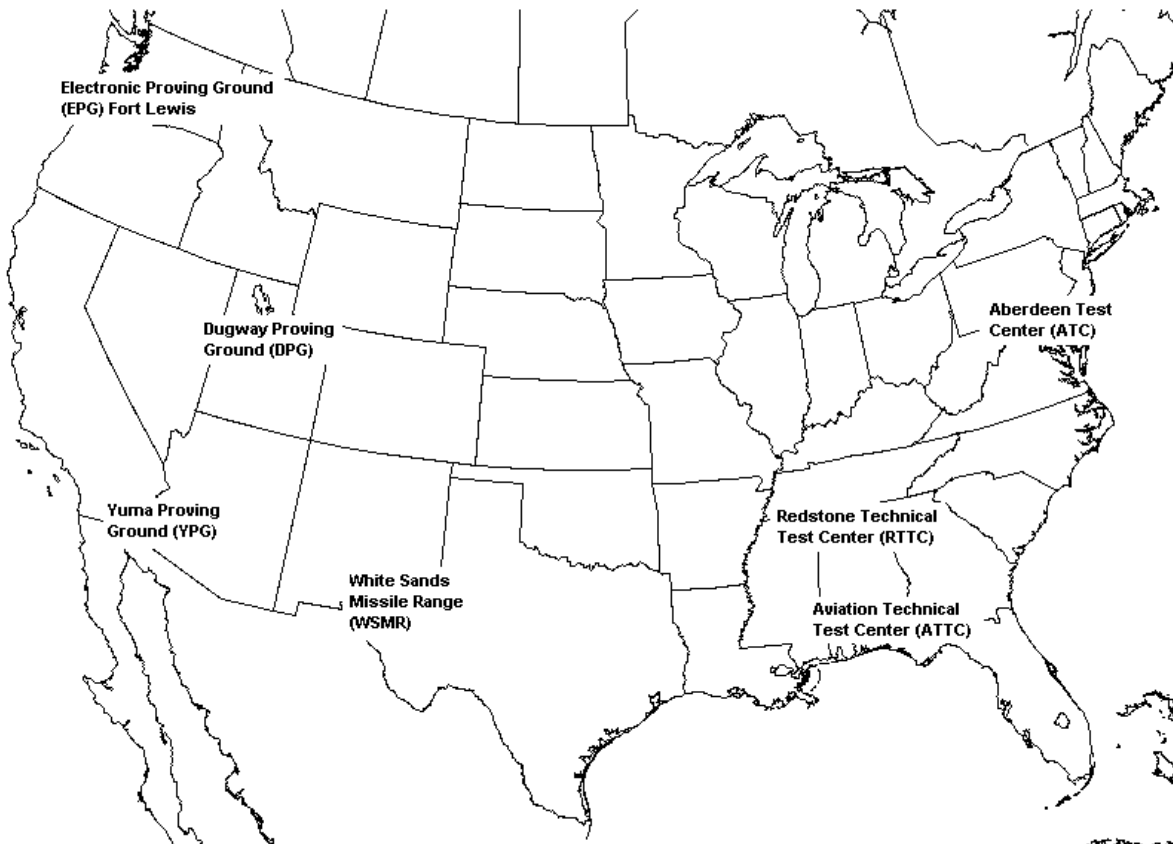 Electronic Proving Ground
(EPG) Fort Lewis
Aberdeen Test
Center (ATC)
Dugway Proving
Ground (DPG)
Yuma Proving
Ground (YPG)
Redstone Technical
Test Center (RTTC)
White Sands
Missile Range
(WSMR)
Aviation Technical
Test Center (ATTC)